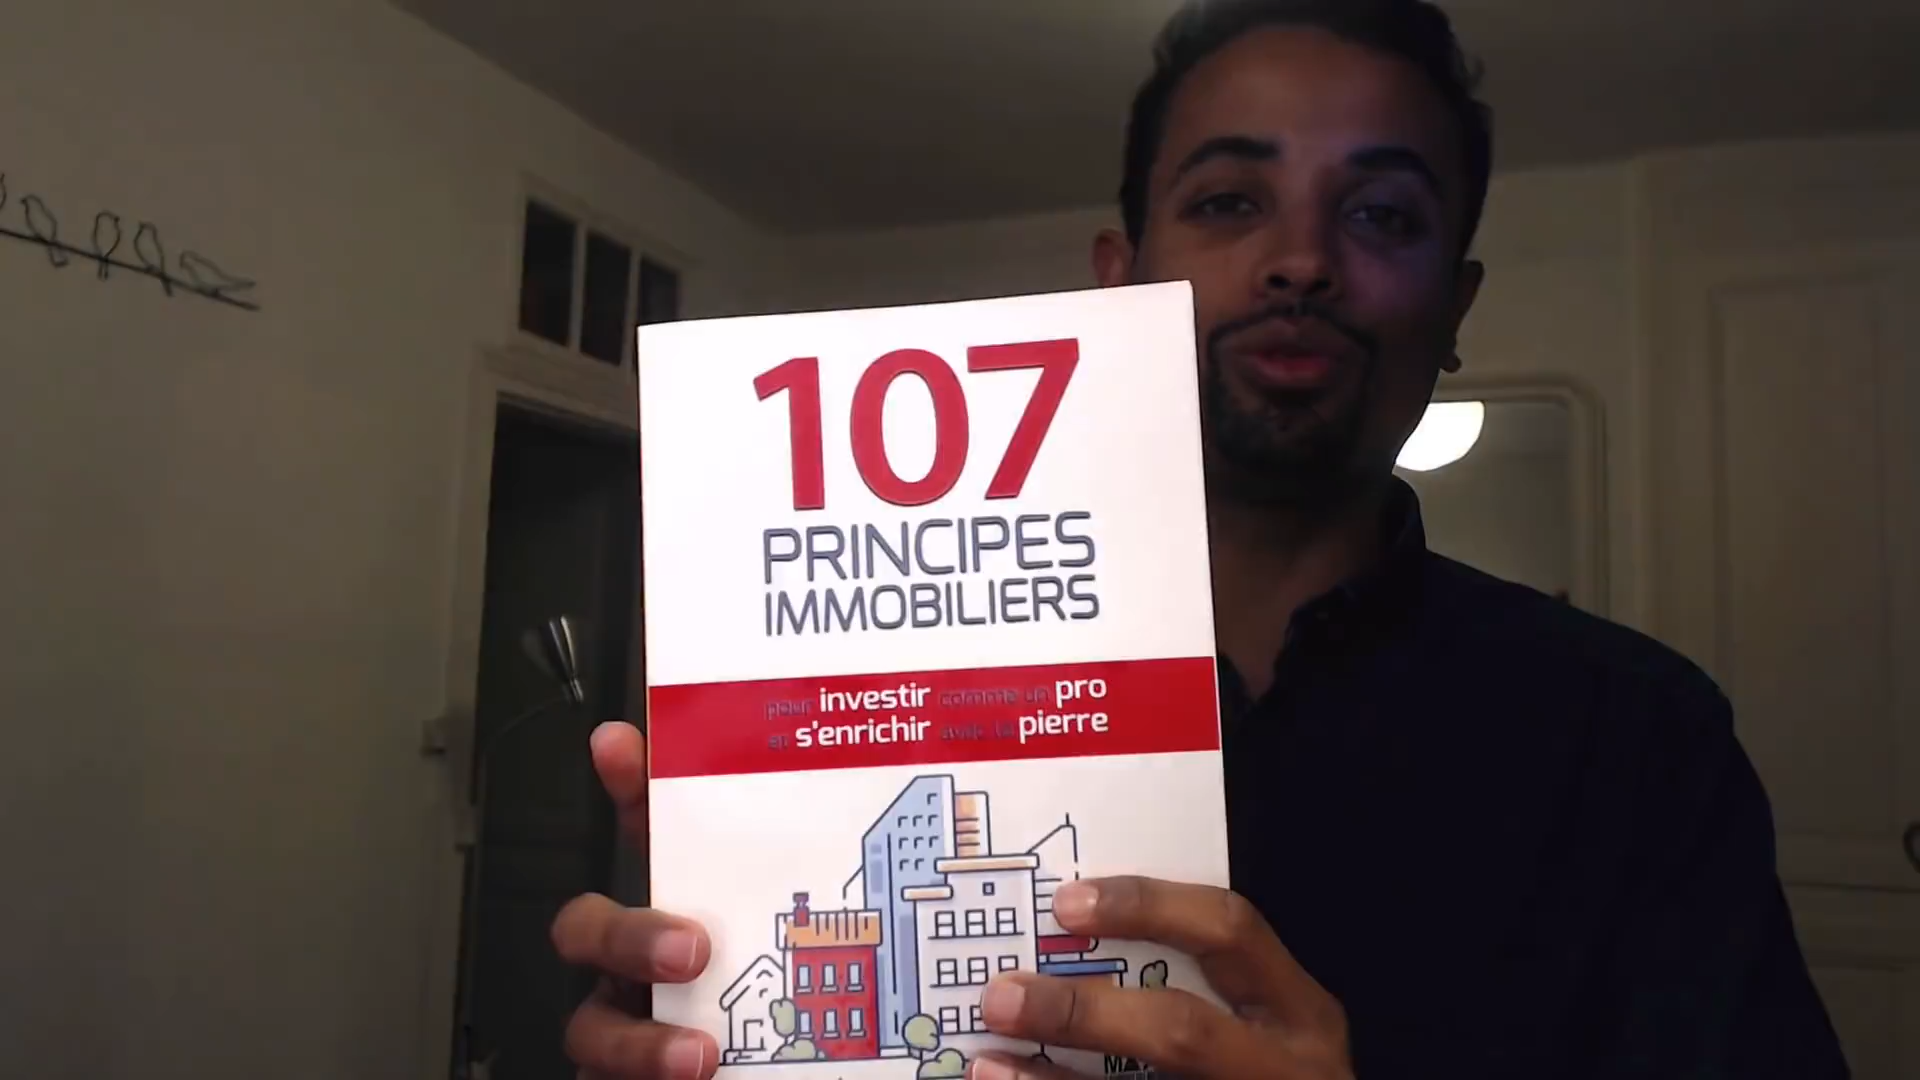 107
PRINCIPES
IMMOBILIERS
pour investir comme un pro
et s'enrichir avec la pierre